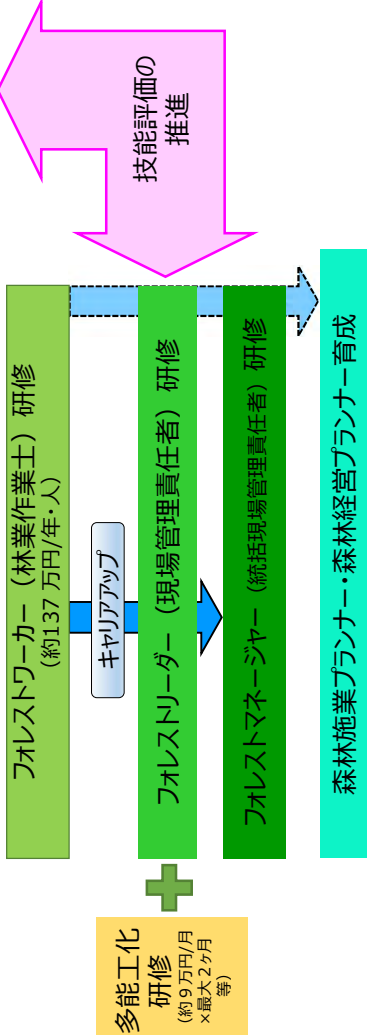 フォレストワーカー（林業作業士）研修
（約137 万円/年・人）
キャリアアップ
フォレストリーダー（現場管理責任者）研修
フォレストマネージャー（統括現場管理責任者）研修
森林施業プランナー・森林経営プランナー育成
多能工化
研修
（約９万円/月
×最大２ヶ月
等）
技能評価の
推進